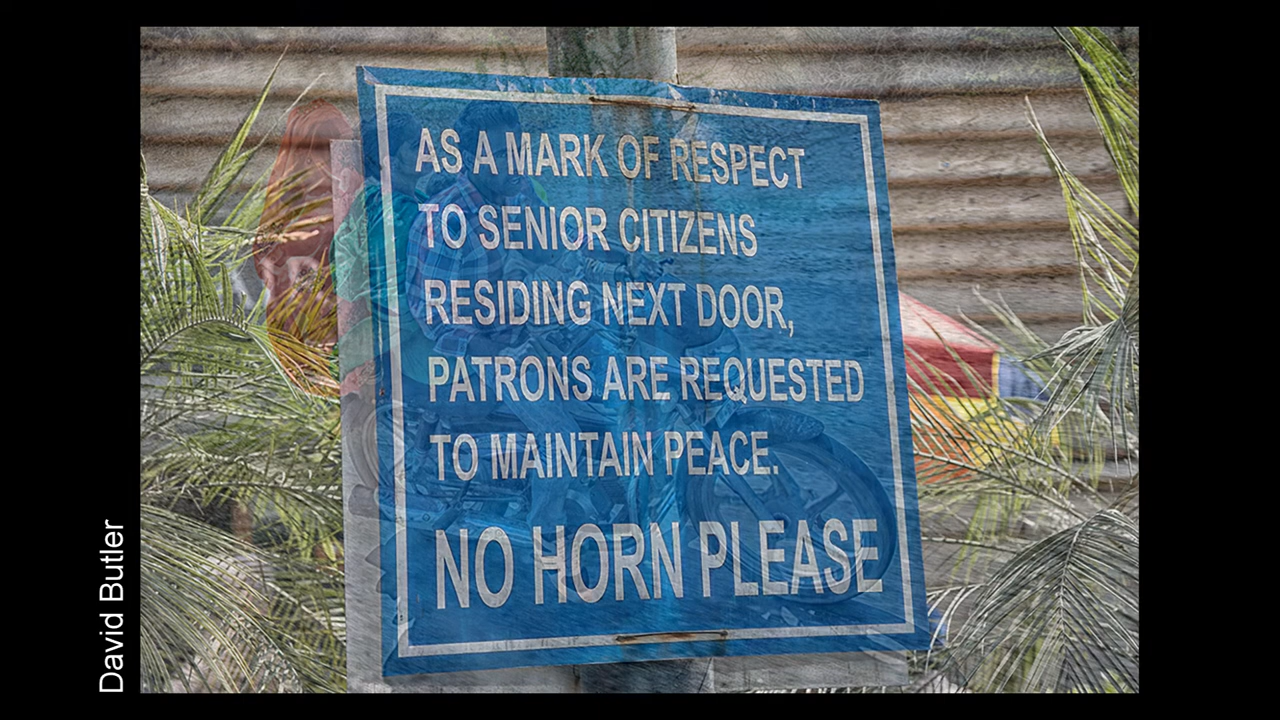 AS A MARK OF RESPECT
TO SENIOR CITIZENS
RESIDING NEXT DOOR,
PATRONS ARE REQUESTED
TO MAINTAIN PEACE.
NO HORN PLEASE
David Butler